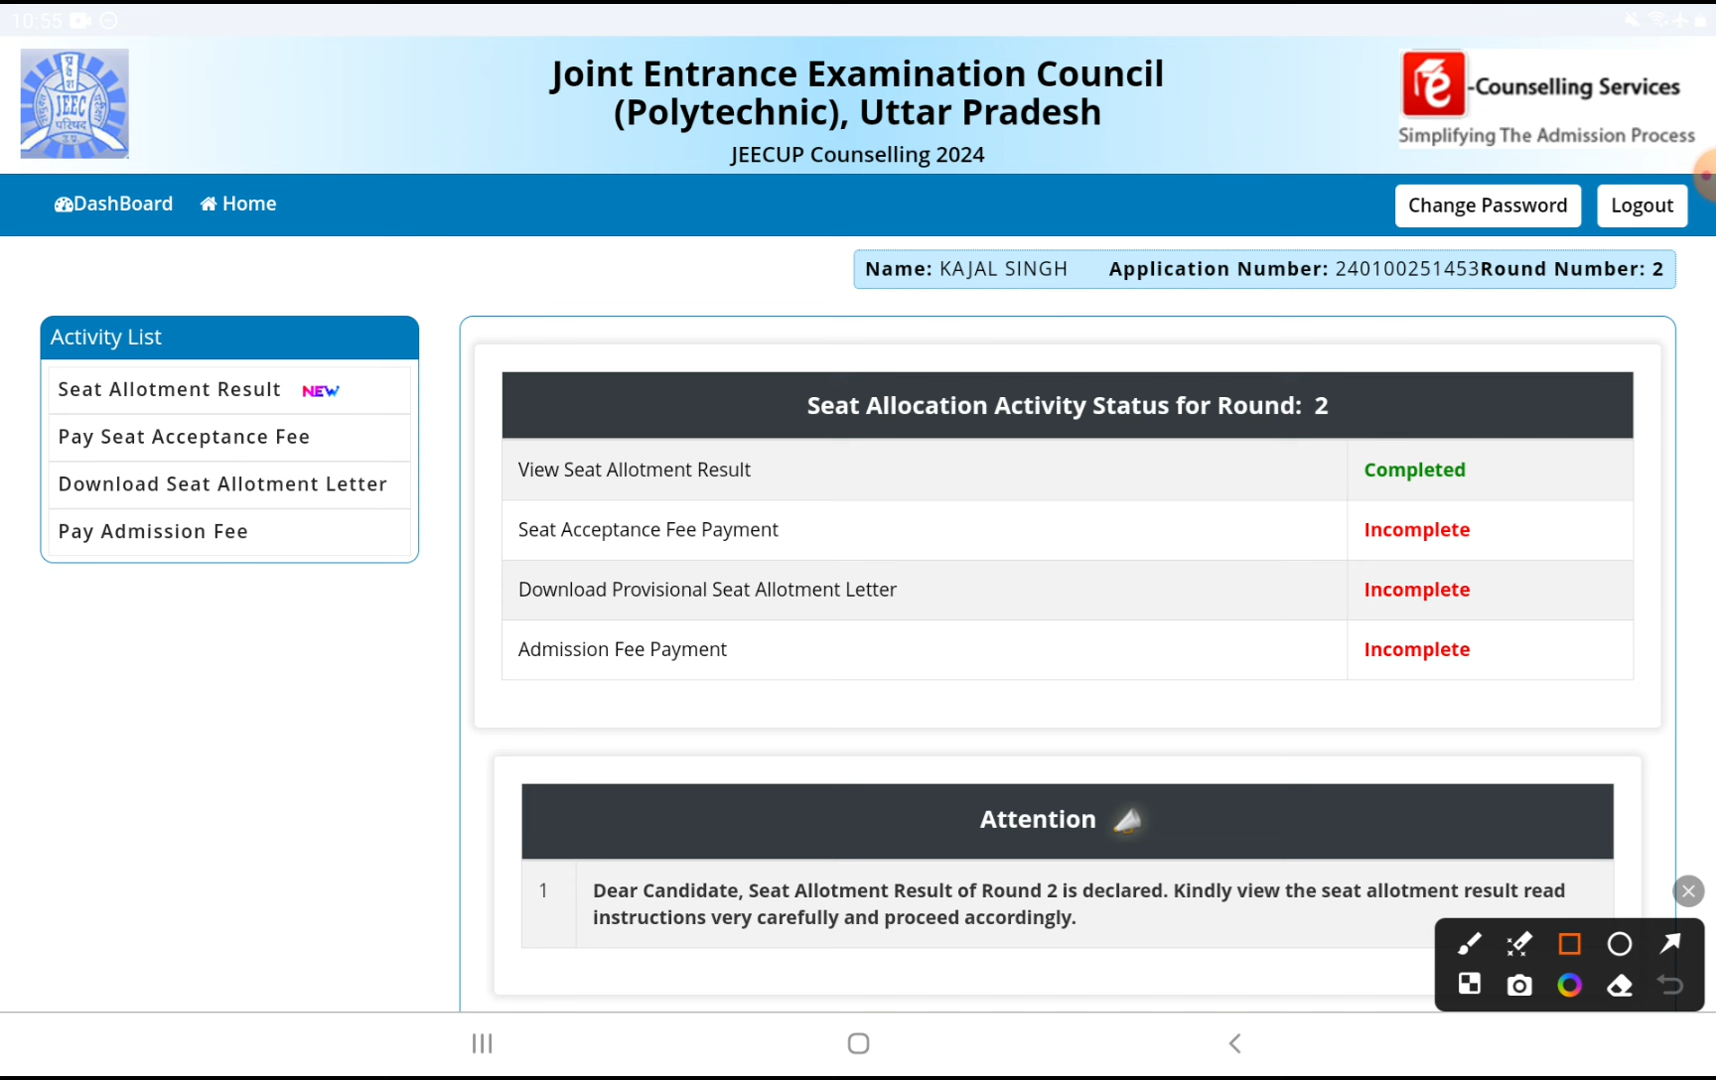 10:55
Joint Entrance Examination Council
(Polytechnic), Uttar Pradesh
JEECUP Counselling 2024
JEEC
परिषद
-Counselling Services
Simplifying The Admission Process
DashBoard Home
Change Password Logout
Name: KAJAL SINGH Application Number: 240100251453Round Number: 2
Activity List
Seat Allotment Result NEW
Pay Seat Acceptance Fee
Download Seat Allotment Letter
Pay Admission Fee
Seat Allocation Activity Status for Round: 2
View Seat Allotment Result Completed
Seat Acceptance Fee Payment Incomplete
Download Provisional Seat Allotment Letter Incomplete
Admission Fee Payment Incomplete
Attention
1 Dear Candidate, Seat Allotment Result of Round 2 is declared. Kindly view the seat allotment result read
instructions very carefully and proceed accordingly.